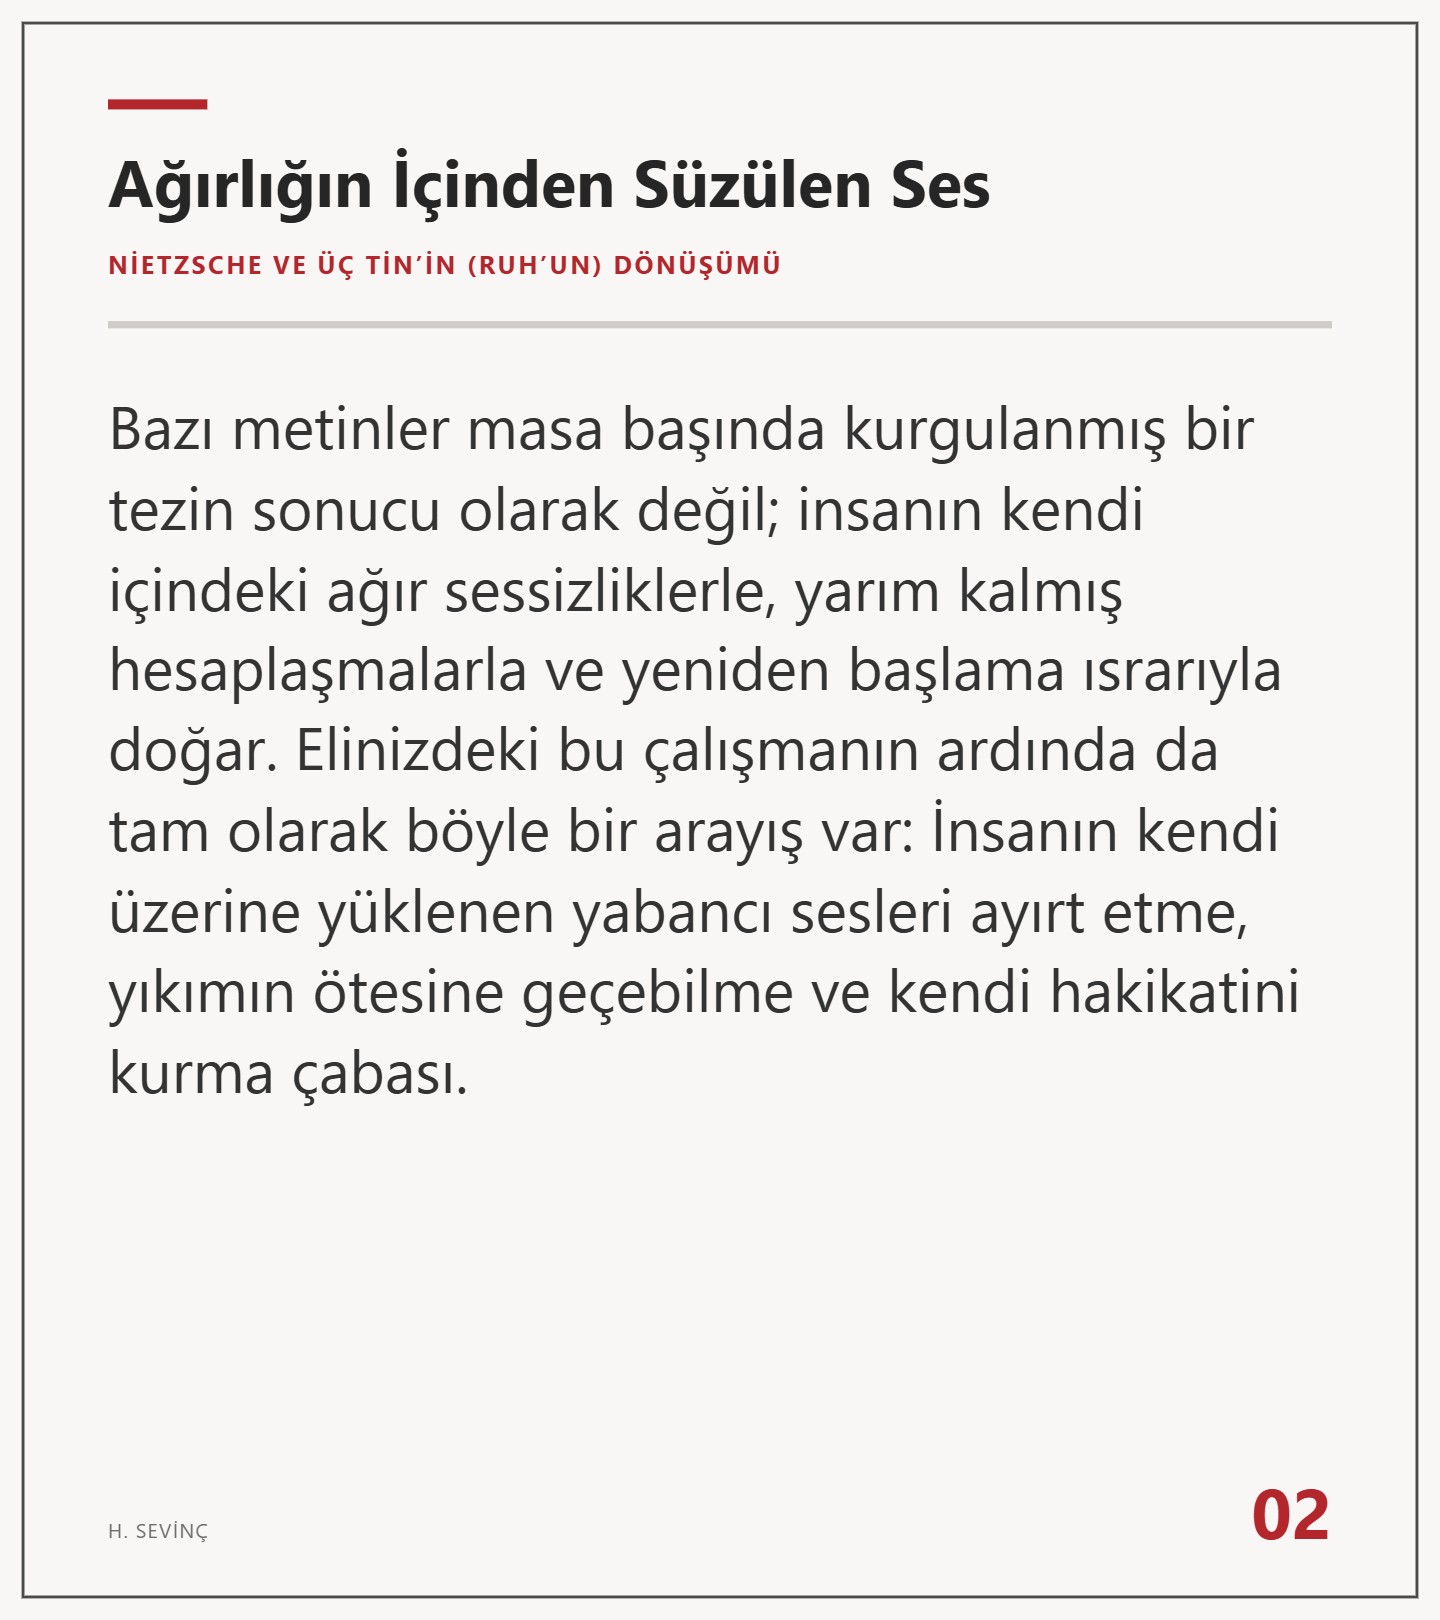 Ağırlığın İçinden Süzülen Ses
NİETZSCHE VE ÜÇ TİN’İN (RUH’UN) DÖNÜŞÜMÜ
Bazı metinler masa başında kurgulanmış bir
tezin sonucu olarak değil; insanın kendi
içindeki ağır sessizliklerle, yarım kalmış
hesaplaşmalarla ve yeniden başlama ısrarıyla
doğar. Elinizdeki bu çalışmanın ardında da
tam olarak böyle bir arayış var: İnsanın kendi
üzerine yüklenen yabancı sesleri ayırt etme,
yıkımın ötesine geçebilme ve kendi hakikatini
kurma çabası.
H. SEVİNÇ
02